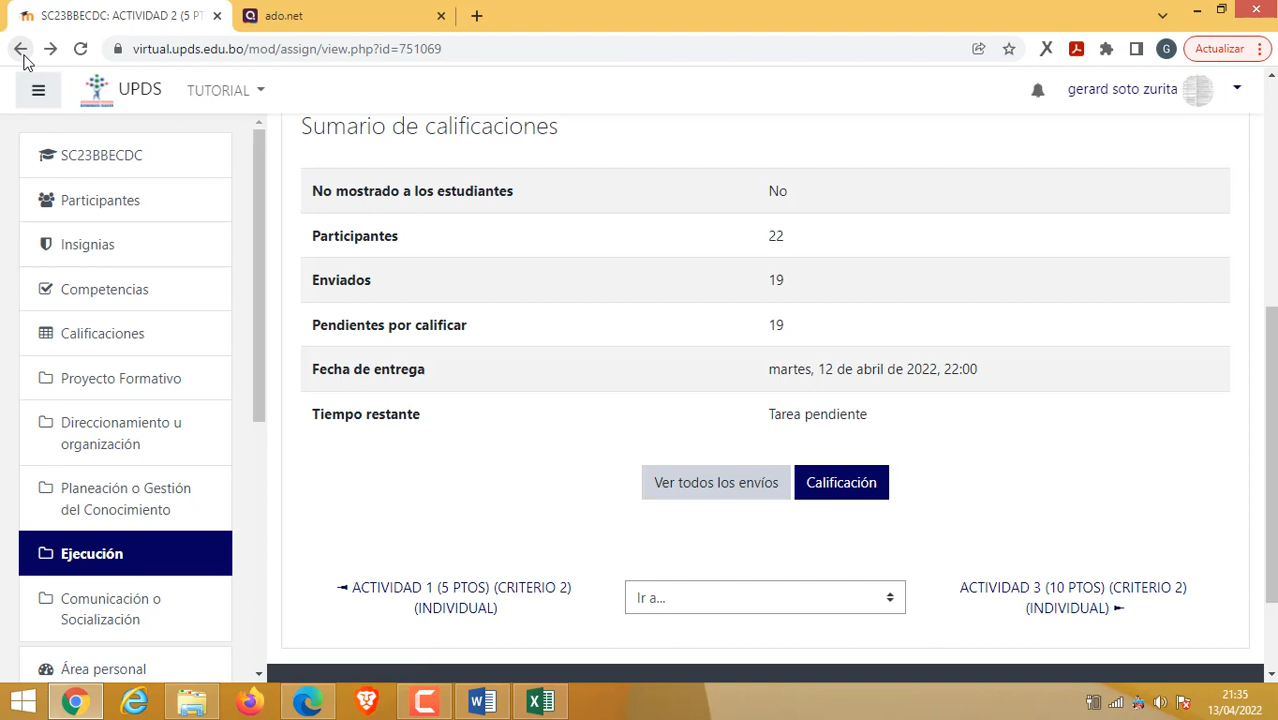 SC23BBECDC: ACTIVIDAD 2 (5 PT
ado.net
virtual.upds.edu.bo/mod/assign/view.php?id=751069
G
Actualizar
UPDS
TUTORIAL
gerard soto zurita
SC23BBECDC
Participantes
Insignias
Competencias
Calificaciones
Proyecto Formativo
Direccionamiento u
organización
Planeación o Gestión
del Conocimiento
Ejecución
Comunicación o
Socialización
Área personal
Sumario de calificaciones
No mostrado a los estudiantes No
Participantes 22
Enviados 19
Pendientes por calificar 19
Fecha de entrega martes, 12 de abril de 2022, 22:00
Tiempo restante Tarea pendiente
Ver todos los envíos Calificación
◄ ACTIVIDAD 1 (5 PTOS) (CRITERIO 2)
(INDIVIDUAL)
Ir a...
ACTIVIDAD 3 (10 PTOS) (CRITERIO 2)
(INDIVIDUAL) ►
21:35
13/04/2022